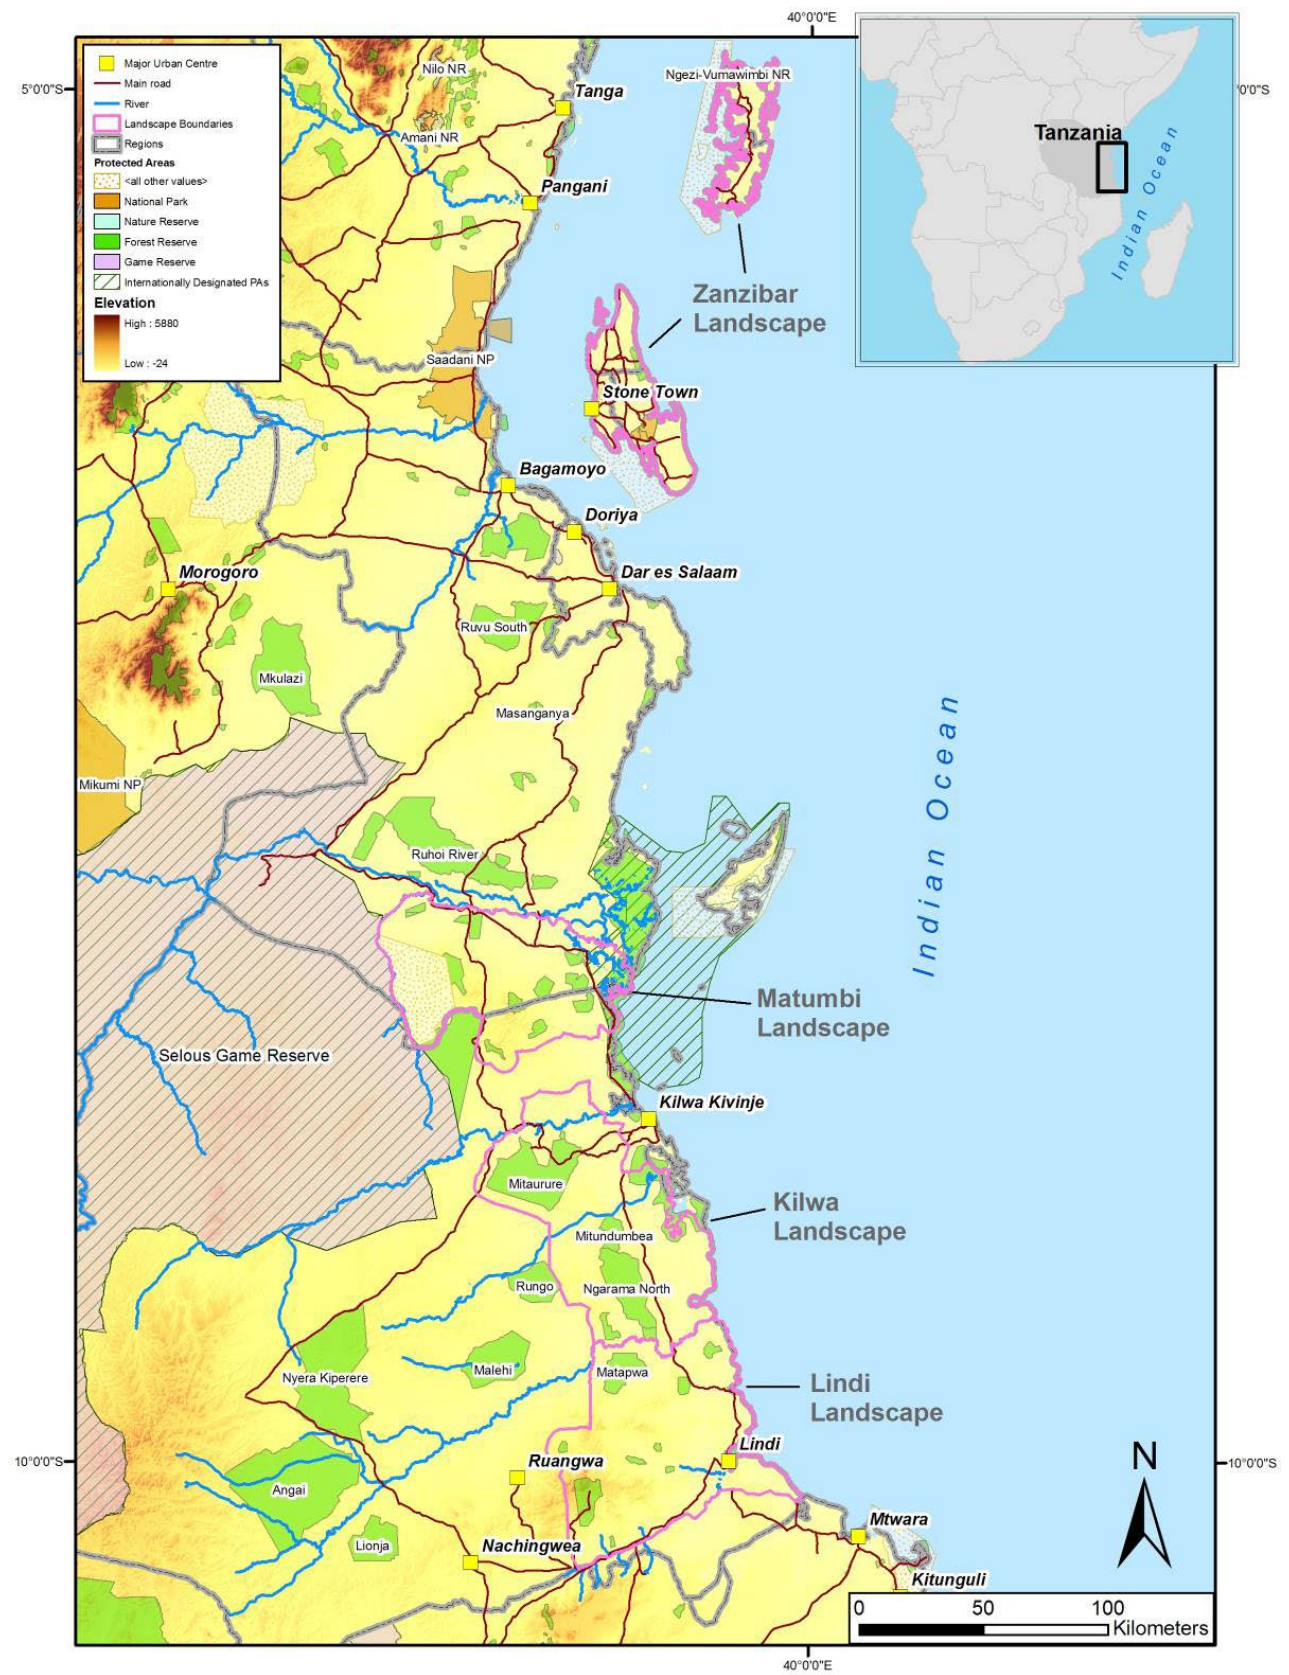 40°0'0"E
5°0'0"S
0'0"S
Major Urban Centre
Main road
River
Landscape Boundaries
Regions
Protected Areas
<all other values>
National Park
Nature Reserve
Forest Reserve
Game Reserve
Internationally Designated PAs
Elevation
High : 5880
Low : -24
Tanzania
Indian Ocean
Nilo NR
Ngezi-Vumawimbi NR
Tanga
Amani NR
Pangani
Zanzibar
Landscape
Saadani NP
Stone Town
Bagamoyo
Doriya
Morogoro
Dar es Salaam
Ruvu South
Mkulazi
Masanganya
Mikumi NP
Indian Ocean
Ruhoi River
Matumbi
Landscape
Selous Game Reserve
Kilwa Kivinje
Mitaurure
Kilwa
Landscape
Mitundumbea
Rungo
Ngarama North
Malehi
Matapwa
Nyera Kiperere
Lindi
Landscape
Lindi
Ruangwa
10°0'0"S
10°0'0"S
N
Angai
Lionja
Nachingwea
Mtwara
Kitunguli
0 50 100
Kilometers
40°0'0"E